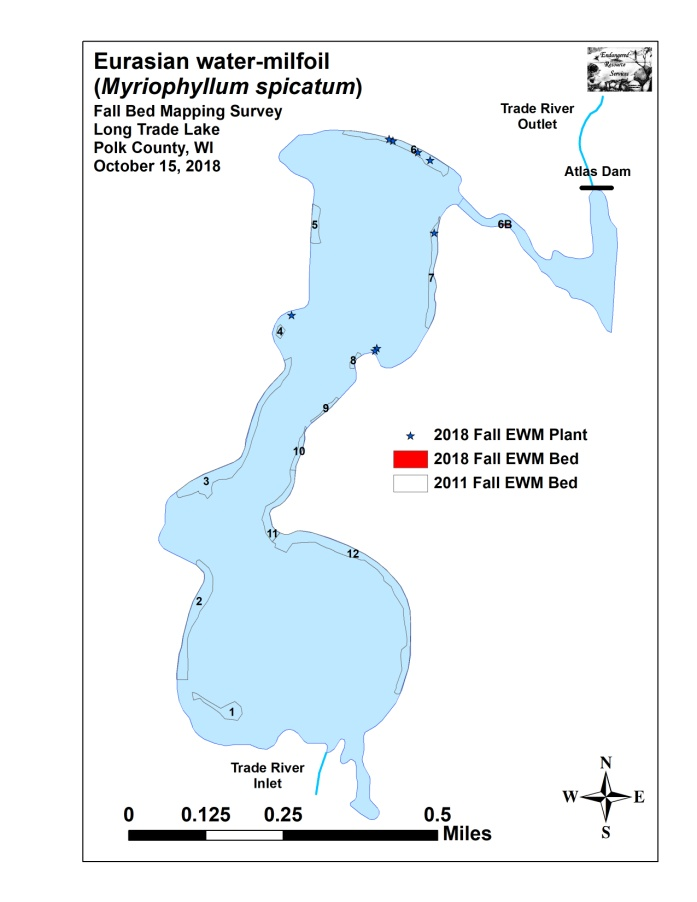 Eurasian water-milfoil
(Myriophyllum spicatum)
Fall Bed Mapping Survey
Long Trade Lake
Polk County, WI
October 15, 2018
Endangered
Resource
Services
Trade River
Outlet
Atlas Dam
6
5
6B
7
4
8
9
2018 Fall EWM Plant
2018 Fall EWM Bed
2011 Fall EWM Bed
10
3
11
12
2
1
Trade River
Inlet
N
W E
S
0 0.125 0.25 0.5
Miles